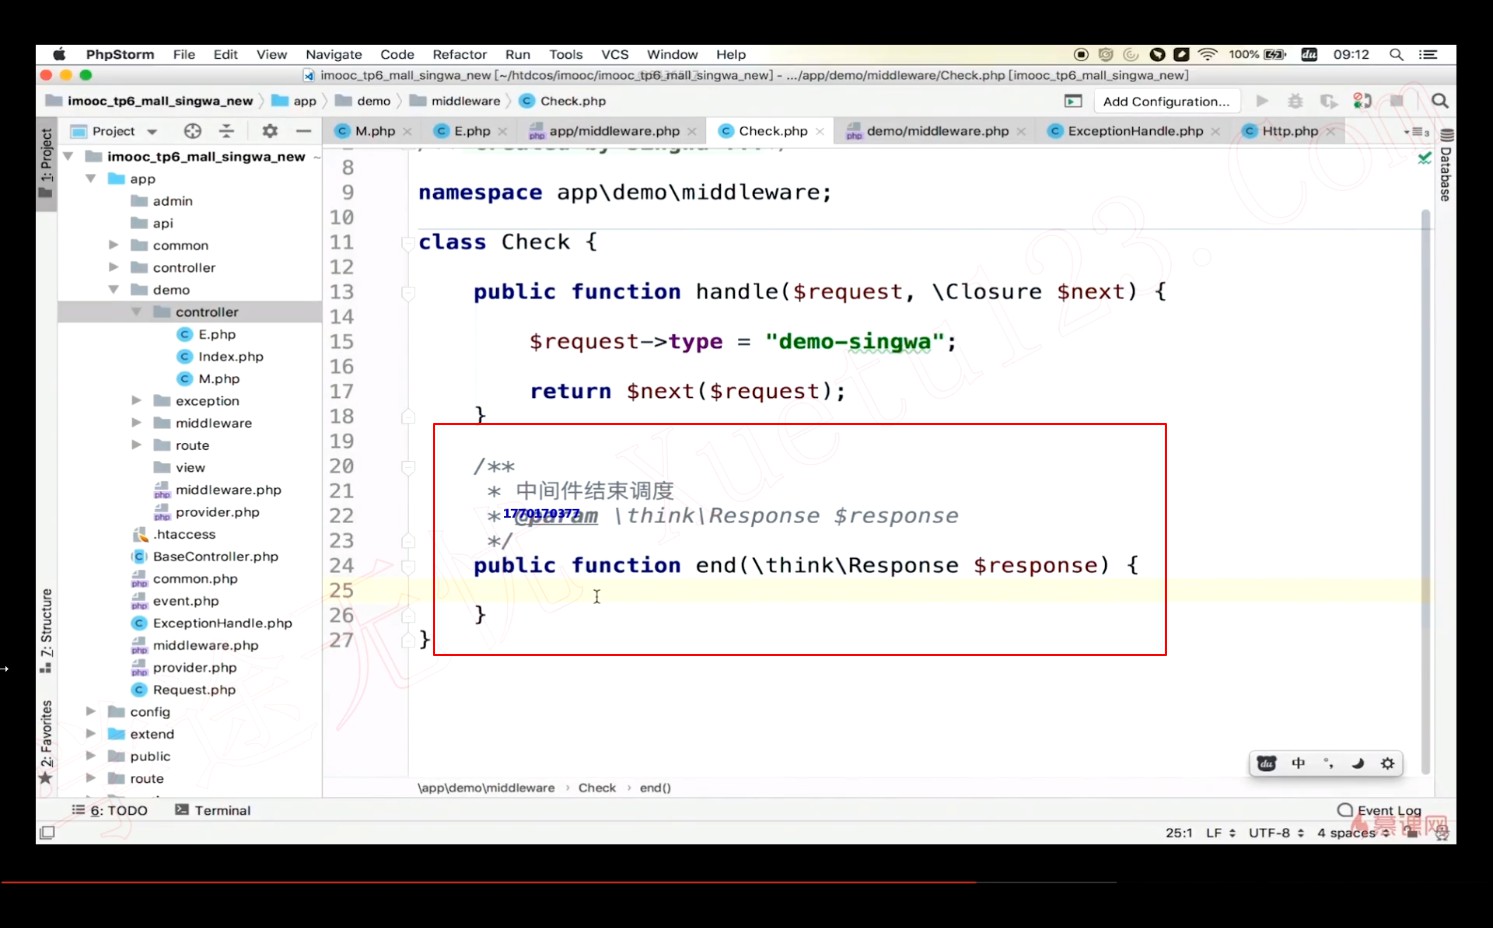 PhpStorm File Edit View Navigate Code Refactor Run Tools VCS Window Help 100% du 09:12
imooc_tp6_mall_singwa_new [~/htdcos/imooc/imooc_tp6_mall_singwa_new] - .../app/demo/middleware/Check.php [imooc_tp6_mall_singwa_new]
imooc_tp6_mall_singwa_new app demo middleware Check.php Add Configuration...
Project M.php E.php app/middleware.php Check.php demo/middleware.php ExceptionHandle.php Http.php
1: Project
Database
7: Structure
2: Favorites
imooc_tp6_mall_singwa_new ~
app
admin
api
common
controller
demo
controller
E.php
Index.php
M.php
exception
middleware
route
view
middleware.php
provider.php
.htaccess
BaseController.php
common.php
event.php
ExceptionHandle.php
middleware.php
provider.php
Request.php
config
extend
public
route
8
9 namespace app\demo\middleware;
10
11 class Check {
12
13 public function handle($request, \Closure $next) {
14
15 $request->type = "demo-singwa";
16
17 return $next($request);
18 }
19
20 /**
21 * 中间件结束调度
22 * @param \think\Response $response
1770170377
23 */
24 public function end(\think\Response $response) {
25
26 }
27 }
du 中 °,
\app\demo\middleware › Check › end()
6: TODO Terminal Event Log
25:1 LF UTF-8 4 spaces
慕课网